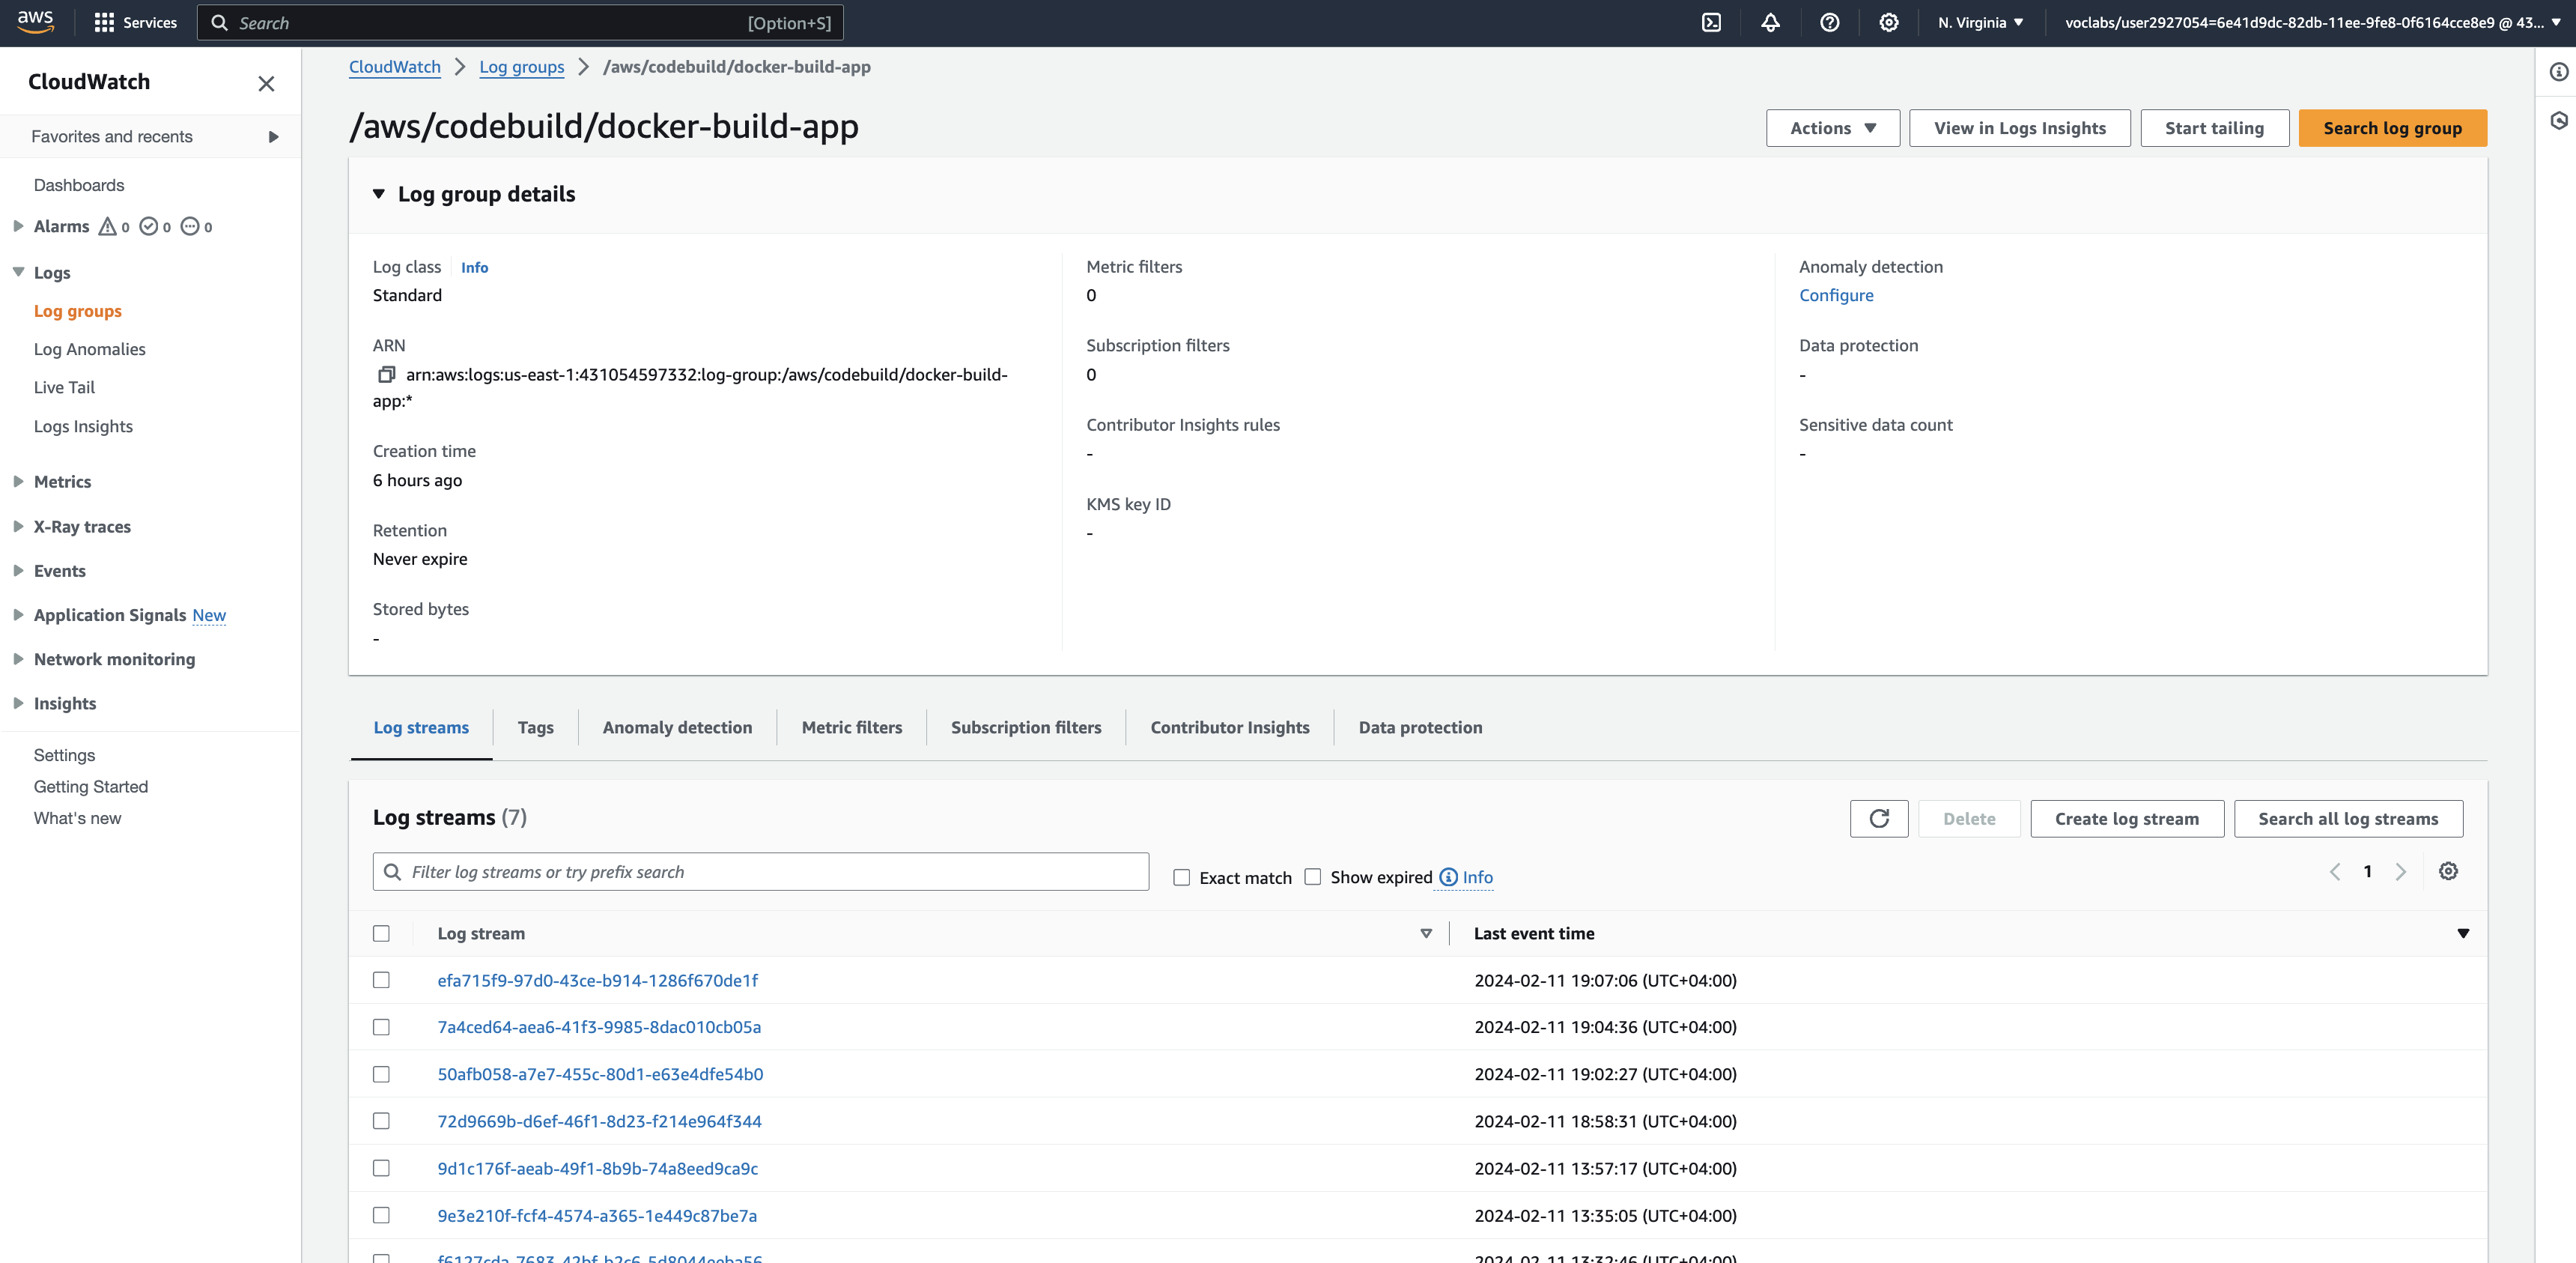 aws
Services
Search
[Option+S]
N. Virginia
voclabs/user2927054=6e41d9dc-82db-11ee-9fe8-0f6164cce8e9 @ 43...
CloudWatch
Favorites and recents
Dashboards
Alarms 0 0 0
Logs
Log groups
Log Anomalies
Live Tail
Logs Insights
Metrics
X-Ray traces
Events
Application Signals New
Network monitoring
Insights
Settings
Getting Started
What's new
CloudWatch
Log groups
/aws/codebuild/docker-build-app
/aws/codebuild/docker-build-app
Actions
View in Logs Insights
Start tailing
Search log group
Log group details
Log class
Info
Standard
ARN
arn:aws:logs:us-east-1:431054597332:log-group:/aws/codebuild/docker-build-
app:*
Creation time
6 hours ago
Retention
Never expire
Stored bytes
-
Metric filters
0
Subscription filters
0
Contributor Insights rules
-
KMS key ID
-
Anomaly detection
Configure
Data protection
-
Sensitive data count
-
Log streams
Tags
Anomaly detection
Metric filters
Subscription filters
Contributor Insights
Data protection
Log streams (7)
Delete
Create log stream
Search all log streams
Filter log streams or try prefix search
Exact match
Show expired
Info
1
Log stream
Last event time
efa715f9-97d0-43ce-b914-1286f670de1f 2024-02-11 19:07:06 (UTC+04:00)
7a4ced64-aea6-41f3-9985-8dac010cb05a 2024-02-11 19:04:36 (UTC+04:00)
50afb058-a7e7-455c-80d1-e63e4dfe54b0 2024-02-11 19:02:27 (UTC+04:00)
72d9669b-d6ef-46f1-8d23-f214e964f344 2024-02-11 18:58:31 (UTC+04:00)
9d1c176f-aeab-49f1-8b9b-74a8eed9ca9c 2024-02-11 13:57:17 (UTC+04:00)
9e3e210f-fcf4-4574-a365-1e449c87be7a 2024-02-11 13:35:05 (UTC+04:00)
2024-02-11 13:32:46 (UTC+04:00)